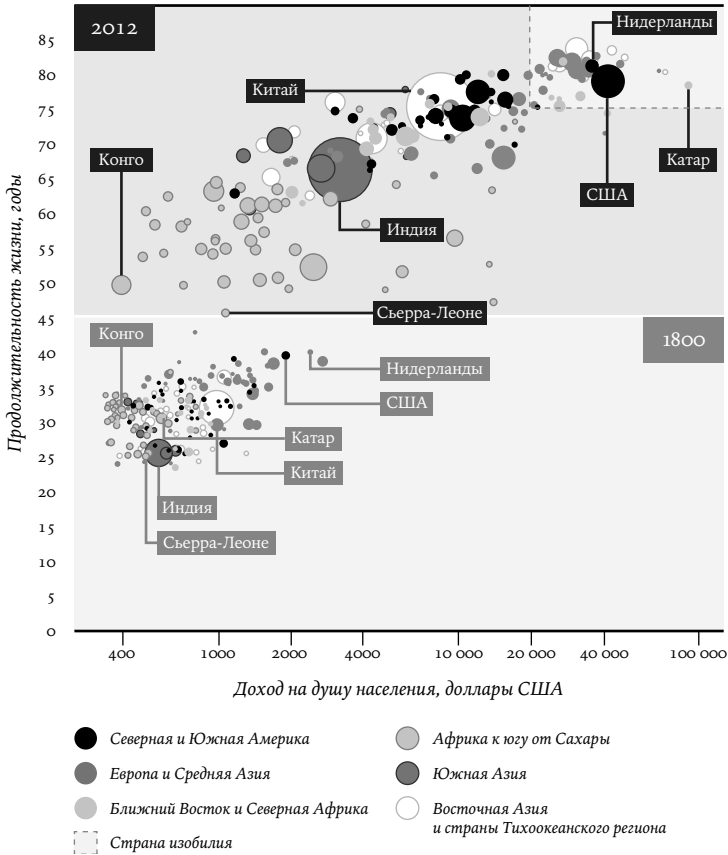 2012
85
80
75
70
65
60
55
50
45
40
35
30
25
20
15
10
5
0
Продолжительность жизни, годы
Нидерланды
Китай
Конго
Катар
США
Индия
Сьерра-Леоне
1800
Конго
Нидерланды
США
Катар
Китай
Индия
Сьерра-Леоне
400 1000 2000 4000 10 000 20 000 40 000 100 000
Доход на душу населения, доллары США
Северная и Южная Америка
Европа и Средняя Азия
Ближний Восток и Северная Африка
Страна изобилия
Африка к югу от Сахары
Южная Азия
Восточная Азия
и страны Тихоокеанского региона